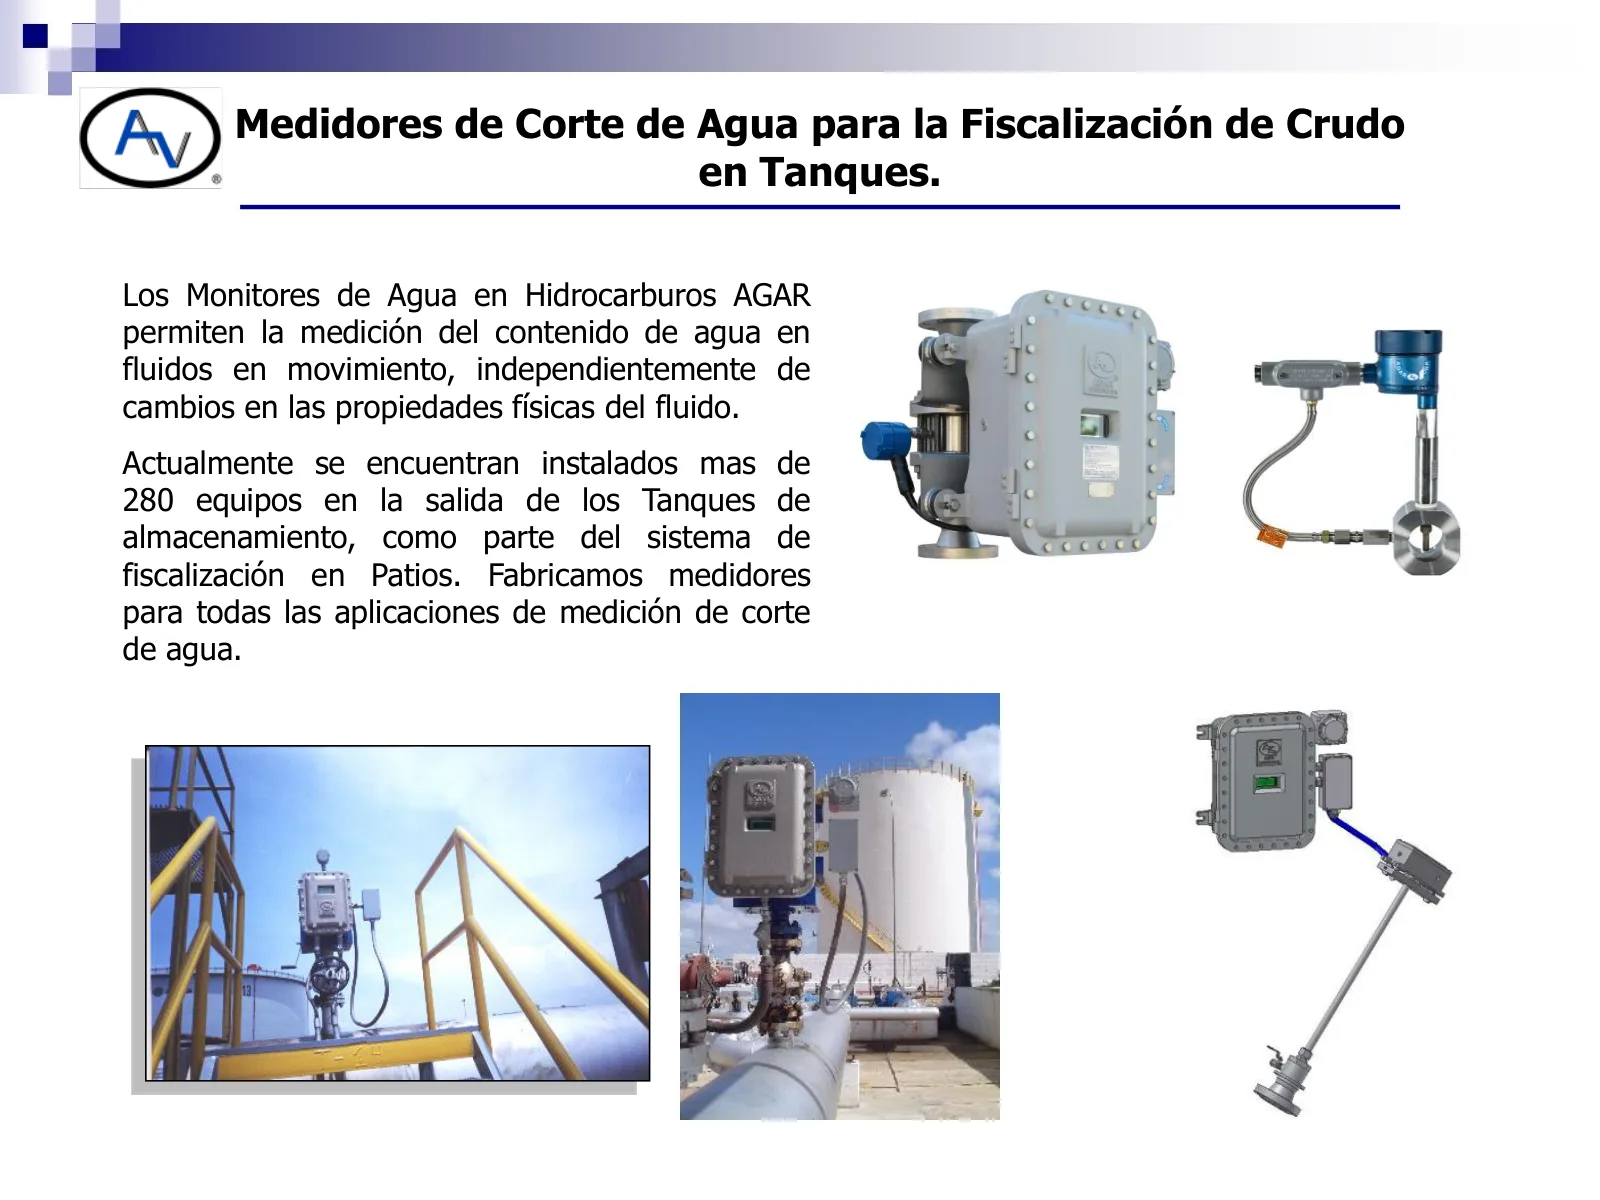 AV
®
Medidores de Corte de Agua para la Fiscalización de Crudo
en Tanques.
Los Monitores de Agua en Hidrocarburos AGAR
permiten la medición del contenido de agua en
fluidos en movimiento, independientemente de
cambios en las propiedades físicas del fluido.
Actualmente se encuentran instalados mas de
280 equipos en la salida de los Tanques de
almacenamiento, como parte del sistema de
fiscalización en Patios. Fabricamos medidores
para todas las aplicaciones de medición de corte
de agua.
13